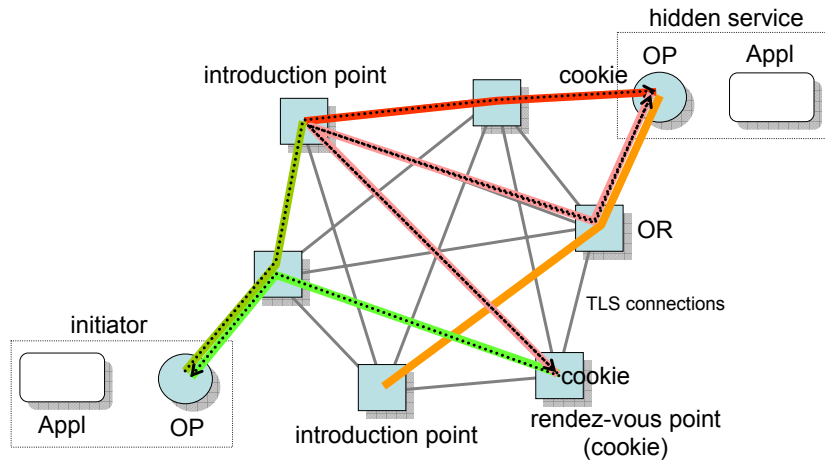 hidden service
OP
Appl
cookie
introduction point
OR
TLS connections
initiator
Appl
OP
introduction point
cookie
rendez-vous point
(cookie)